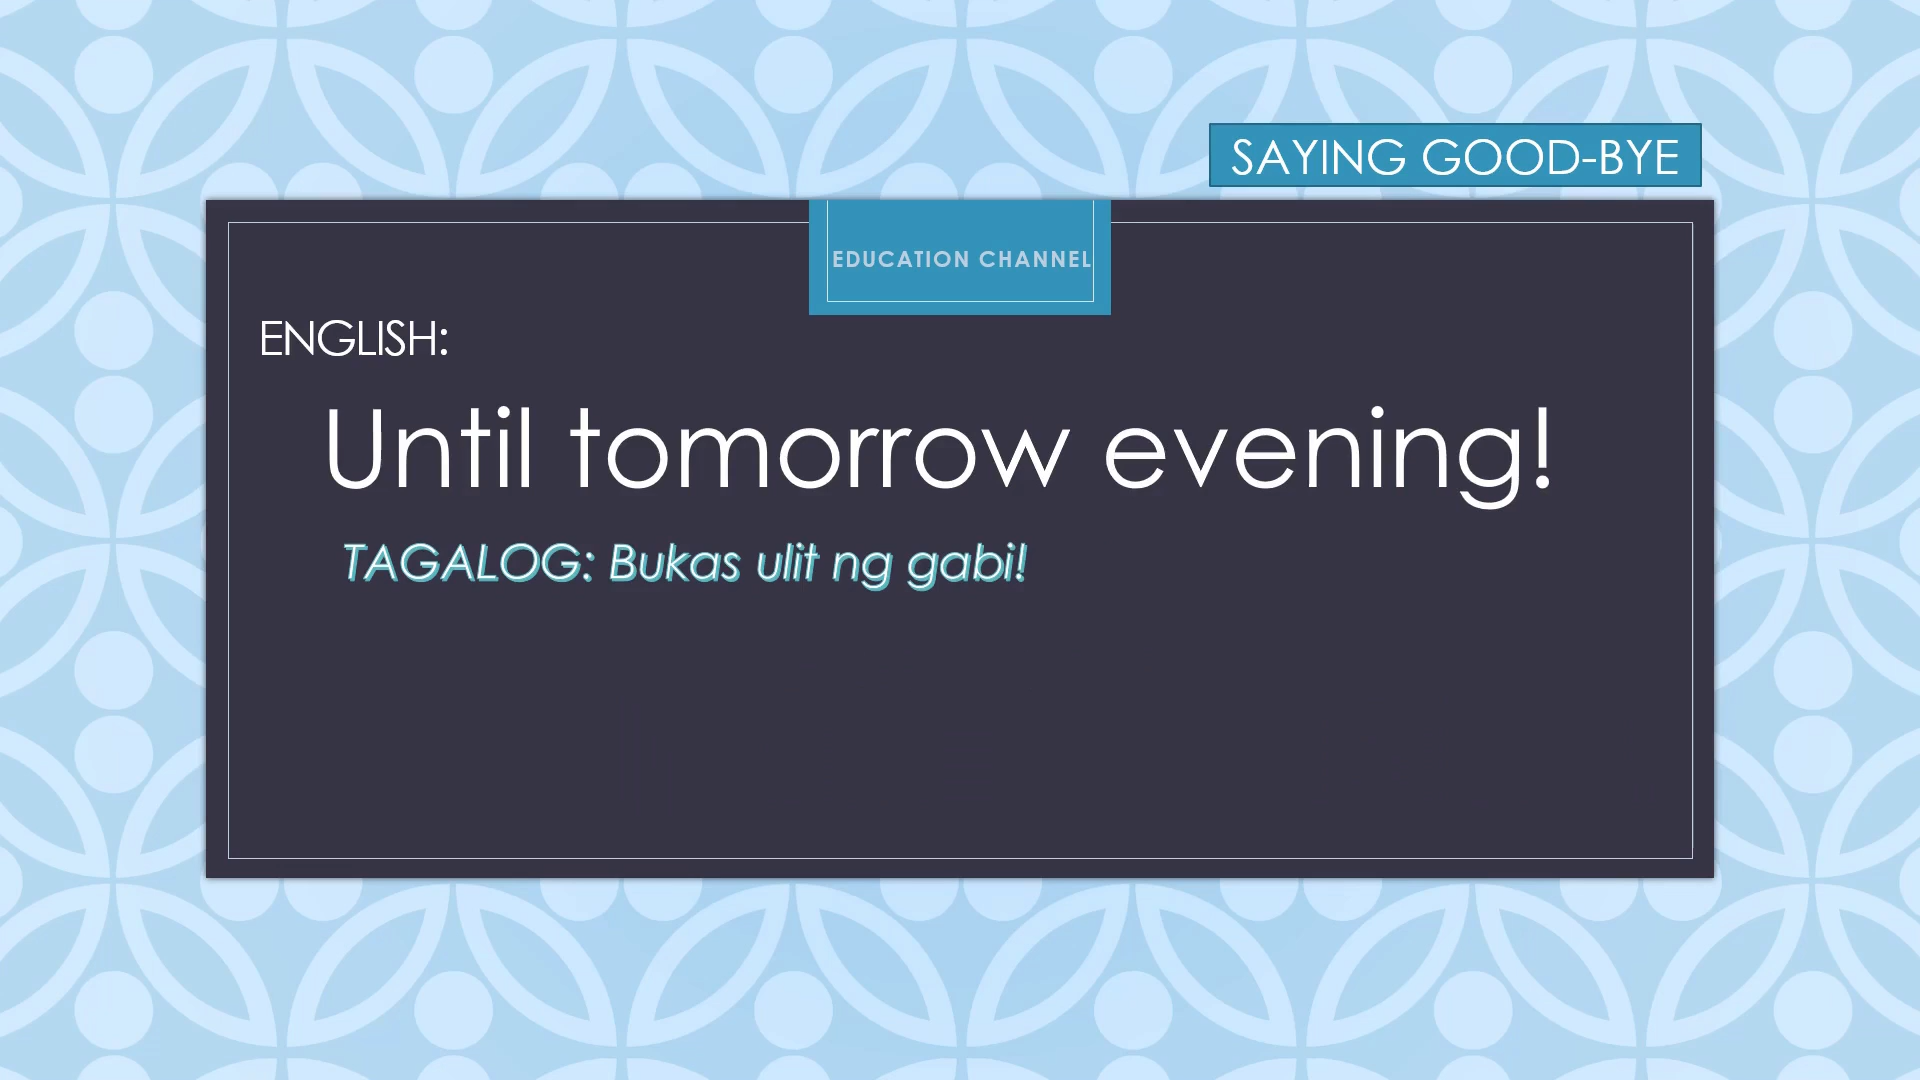 SAYING GOOD-BYE
EDUCATION CHANNEL
ENGLISH:
Until tomorrow evening!
TAGALOG: Bukas ulit ng gabi!